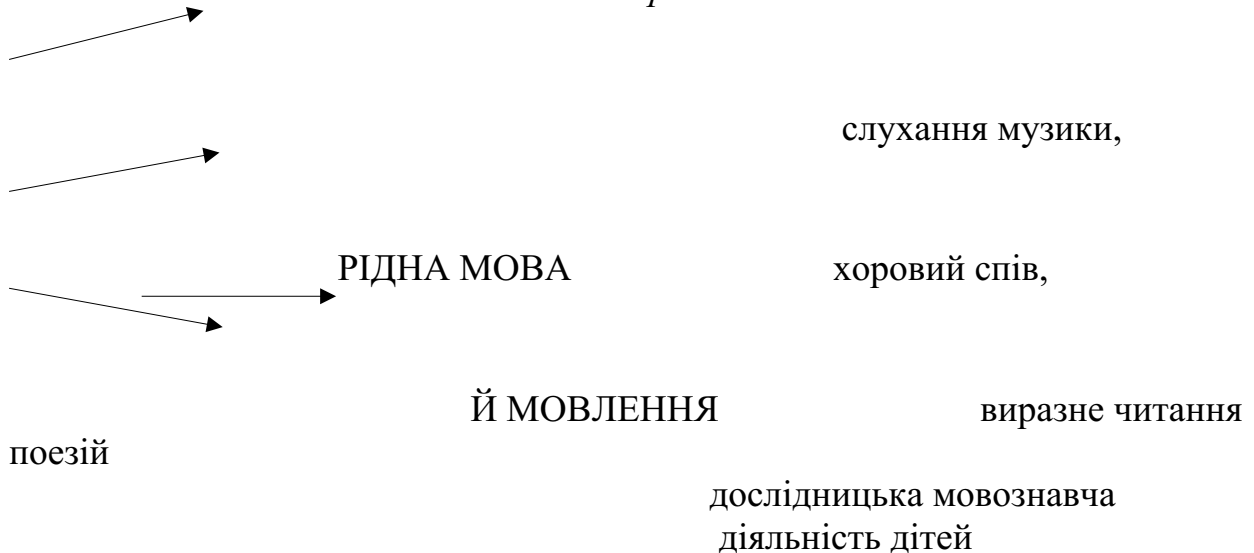 слухання музики,
РІДНА МОВА хоровий спів,
Й МОВЛЕННЯ виразне читання
поезій
дослідницька мовознавча
діяльність дітей